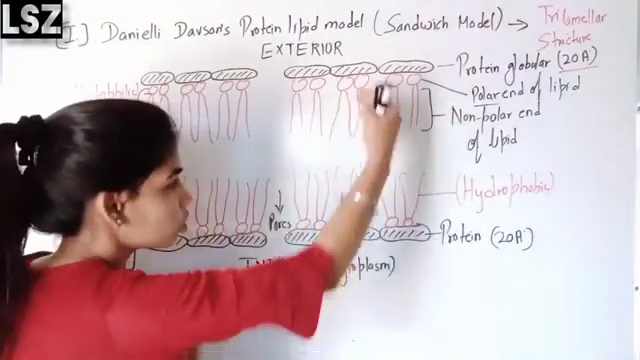 LSZ
[I.] Danielli Davson's Protein lipid model (Sandwich Model) → Trilamellar Structure
EXTERIOR
Protein globular (20A°)
Polar end of lipid
Non-polar end of lipid
(Hydrophobic)
Pores
Protein (20A°)